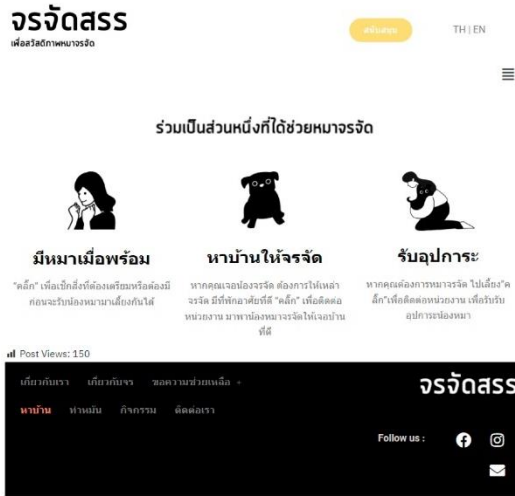 จรจัดสรร
เพื่อสวัสดิภาพหมาจรจัด
สนับสนุน
TH | EN
ร่วมเป็นส่วนหนึ่งที่ได้ช่วยหมาจรจัด
มีหมาเมื่อพร้อม
"คลิ๊ก" เพื่อเช็กสิ่งที่ต้องเตรียมหรือต้องมี
ก่อนจะรับน้องหมามาเลี้ยงกันได้
หาบ้านให้จรจัด
หากคุณเจอน้องจรจัด ต้องการให้เหล่า
จรจัด มีที่พักอาศัยที่ดี "คลิ๊ก" เพื่อติดต่อ
หน่วยงาน มาพาน้องหมาจรจัดให้เจอบ้าน
ที่ดี
รับอุปการะ
หากคุณต้องการหมาจรจัด ไปเลี้ยง"ค
ลิ๊ก"เพื่อติดต่อหน่วยงาน เพื่อรับรับ
อุปการะน้องหมา
Post Views: 150
เกี่ยวกับเรา เกี่ยวกับจร ขอความช่วยเหลือ
หาบ้าน ทำหมัน กิจกรรม ติดต่อเรา
จรจัดสรร
Follow us :